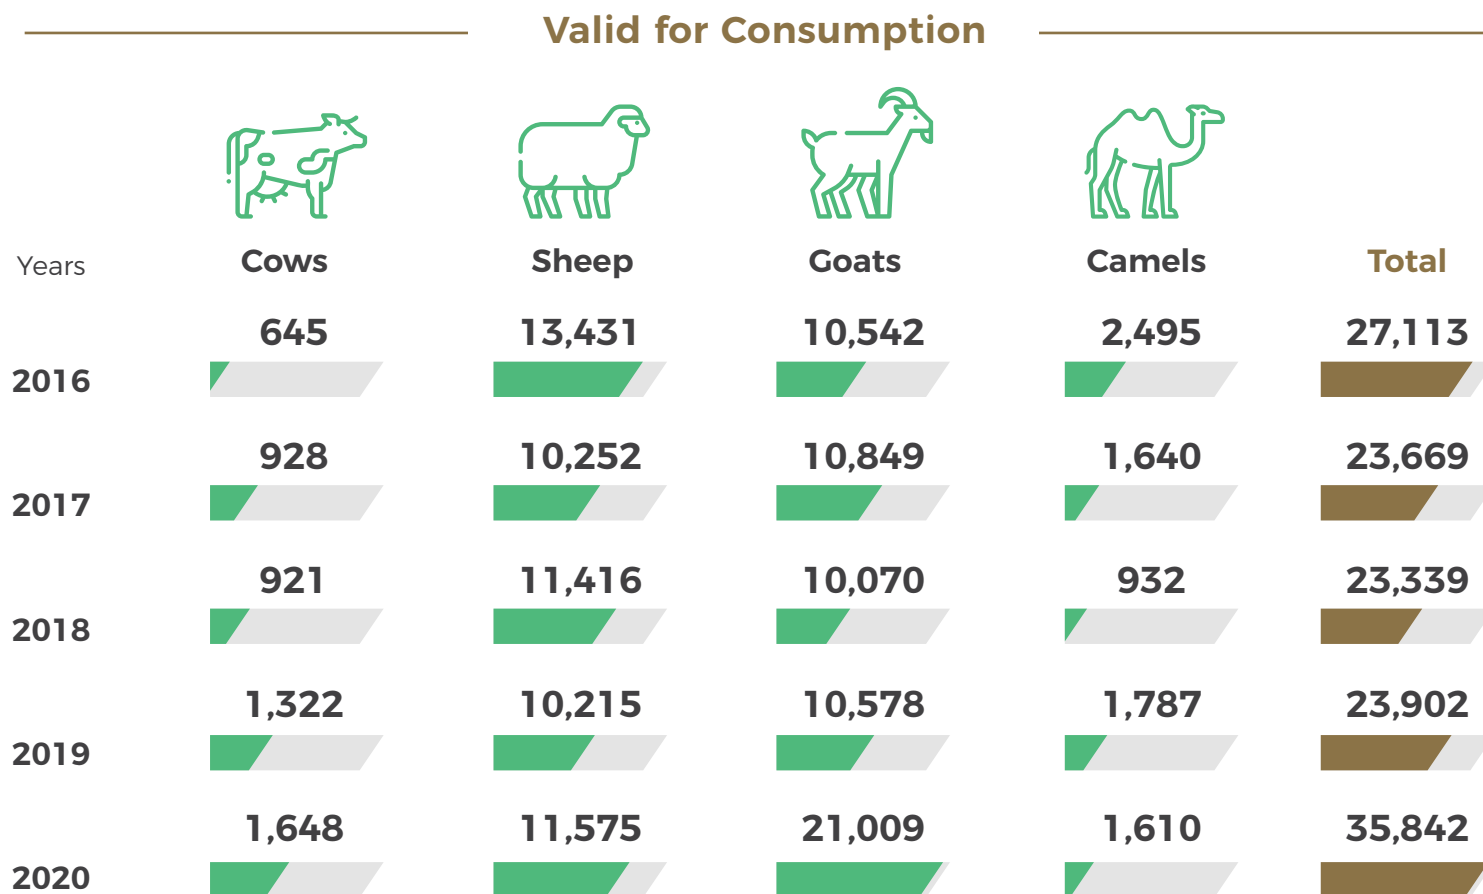 Valid for Consumption
Years Cows Sheep Goats Camels Total
645 13,431 10,542 2,495 27,113
2016
928 10,252 10,849 1,640 23,669
2017
921 11,416 10,070 932 23,339
2018
1,322 10,215 10,578 1,787 23,902
2019
1,648 11,575 21,009 1,610 35,842
2020